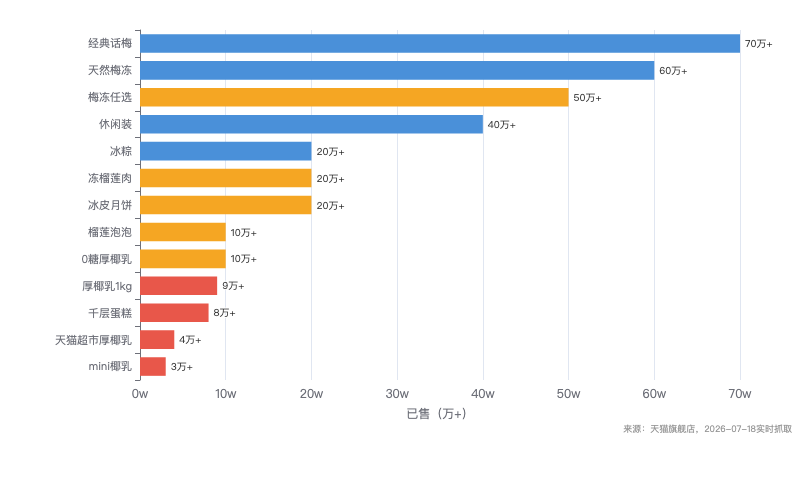 经典话梅 70万+
天然梅冻 60万+
梅冻任选 50万+
休闲装 40万+
冰粽 20万+
冻榴莲肉 20万+
冰皮月饼 20万+
榴莲泡泡 10万+
0糖厚椰乳 10万+
厚椰乳1kg 9万+
千层蛋糕 8万+
天猫超市厚椰乳 4万+
mini椰乳 3万+
0w 10w 20w 30w 40w 50w 60w 70w
已售（万+）
来源：天猫旗舰店，2026-07-18实时抓取